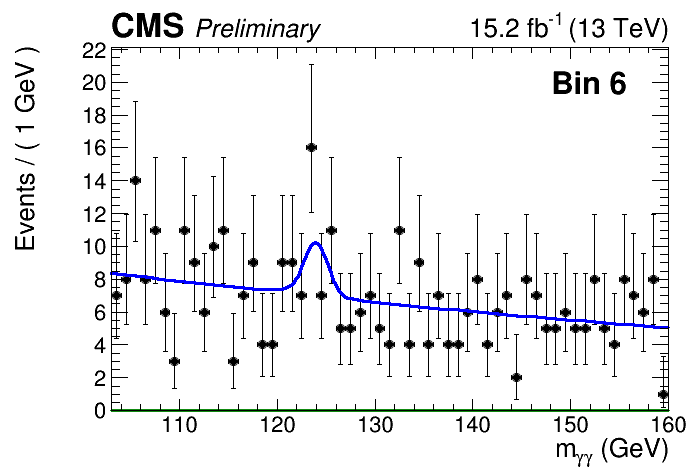 CMS Preliminary 15.2 fb⁻¹ (13 TeV)
Events / ( 1 GeV )
22
20
18
16
14
12
10
8
6
4
2
0
Bin 6
110 120 130 140 150 160
m_γγ (GeV)